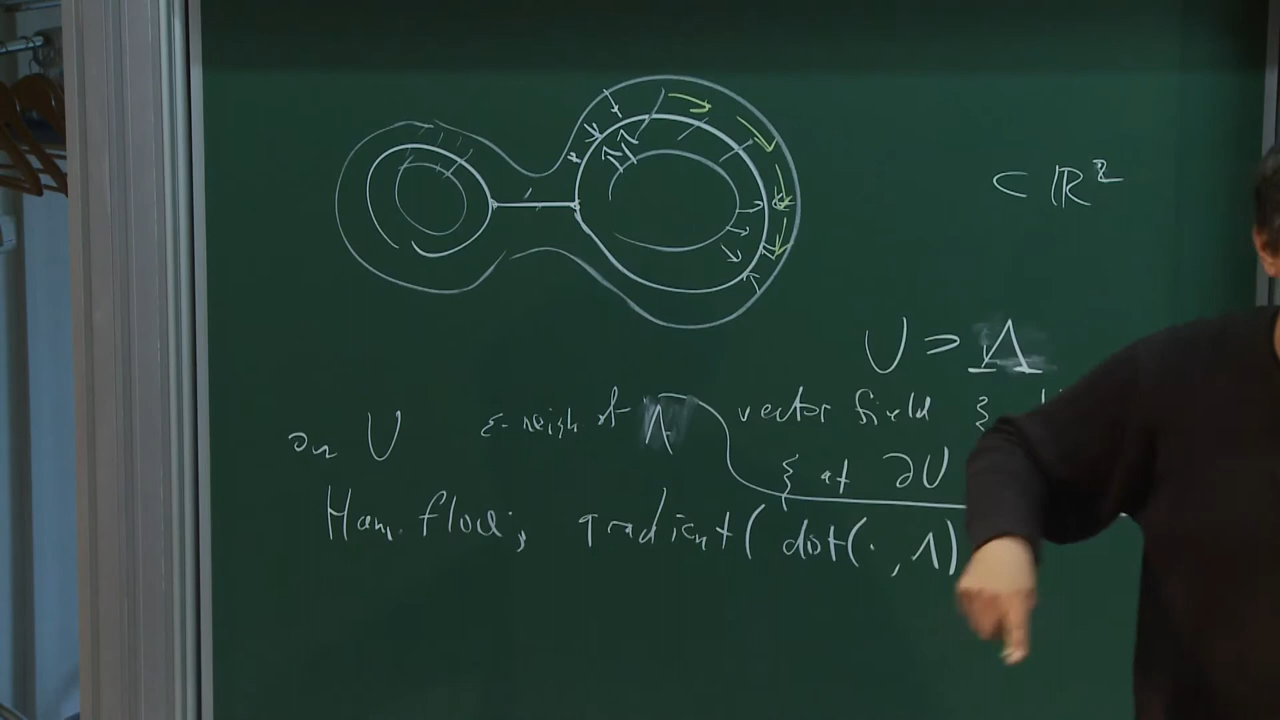 ⊂ ℝ²
U ⊃ Λ
on U ε-neigh of Λ vector field ξ
ξ at ∂U
Ham. flow; gradient( dist(·, Λ)